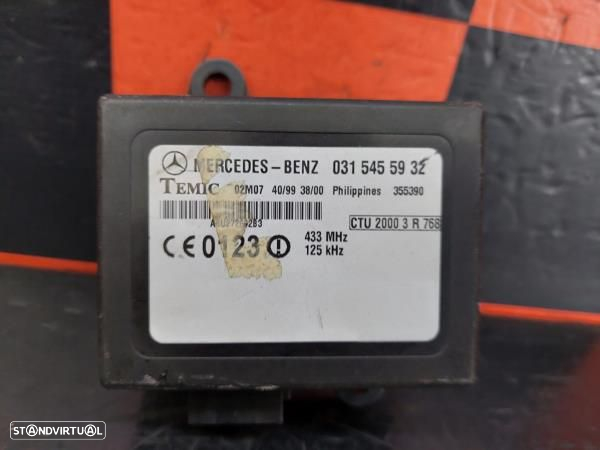 MERCEDES-BENZ 031 545 59 32
TEMIC 02M07 40/99 38/00 Philippines 355390
CTU 2000 3 R 768
CE 0123
433 MHz
125 kHz
STANDVIRTUAL